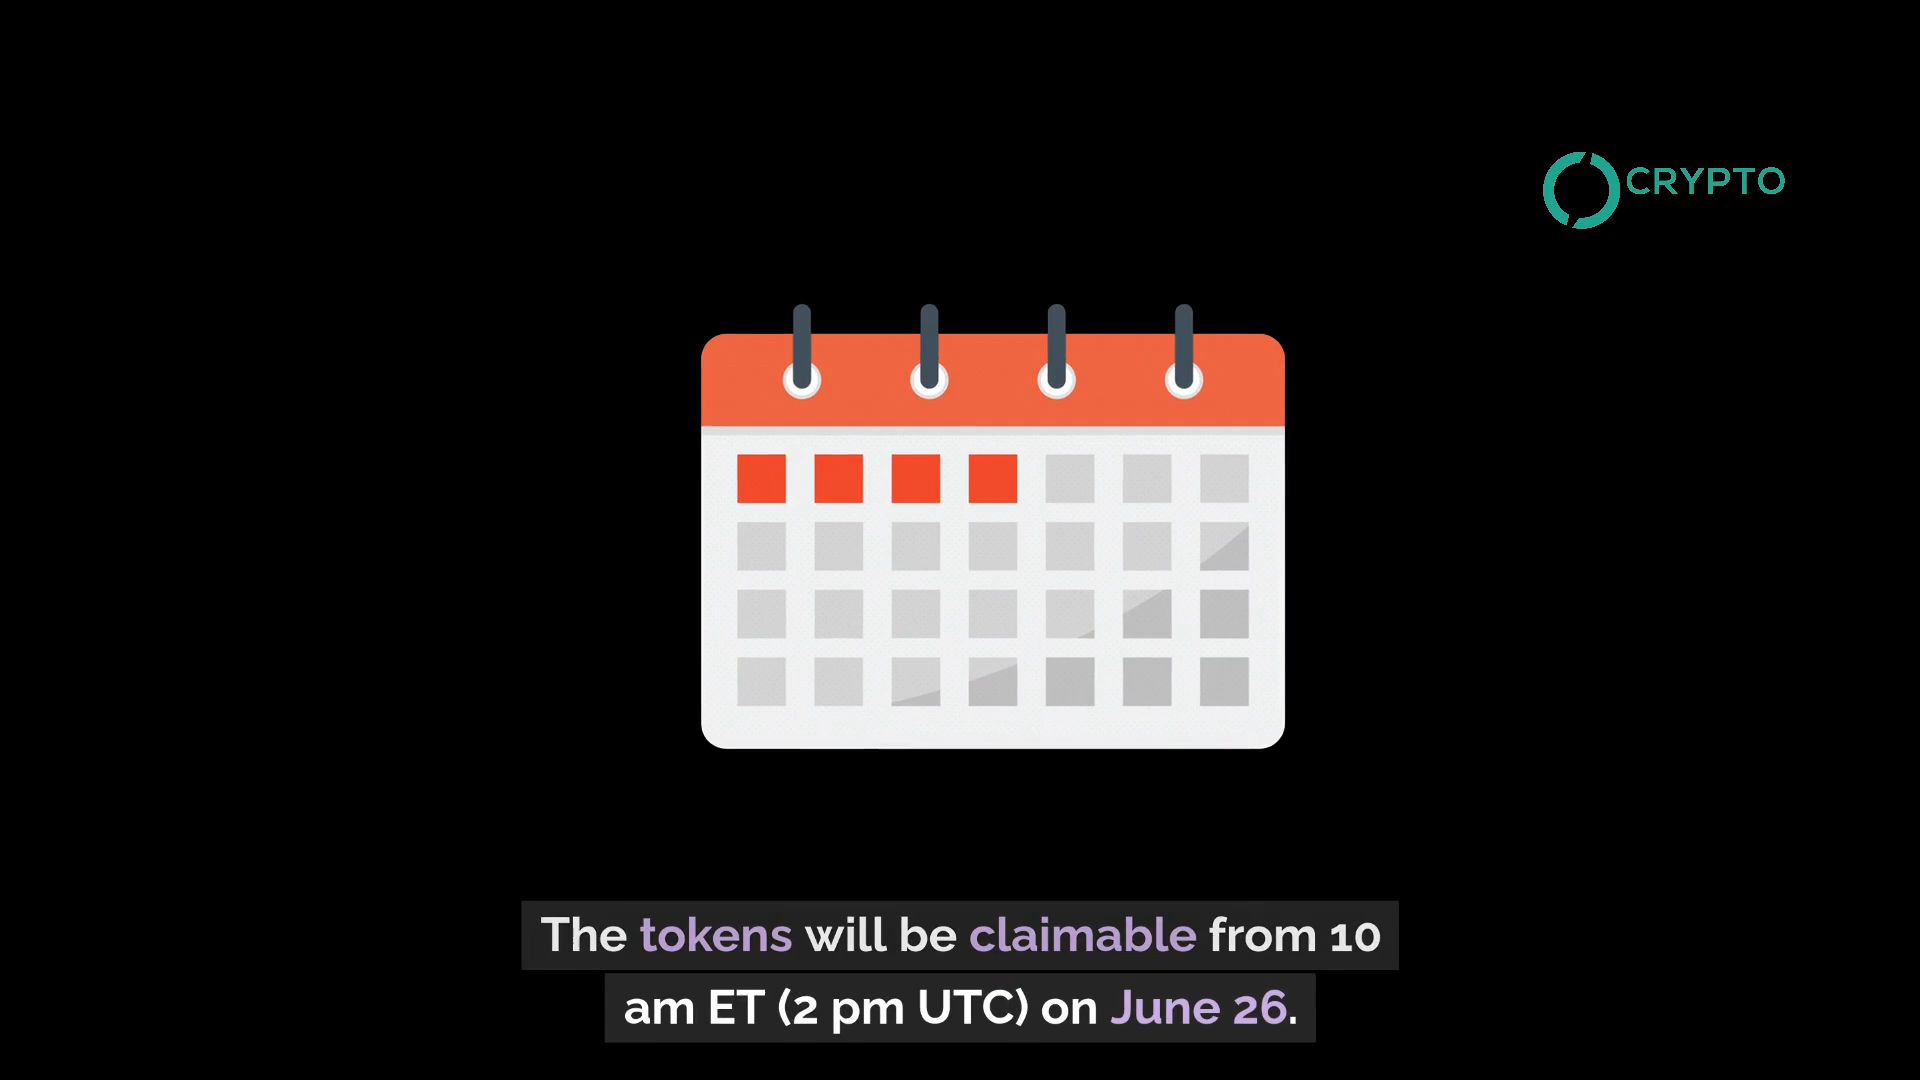 CRYPTO
The tokens will be claimable from 10
am ET (2 pm UTC) on June 26.